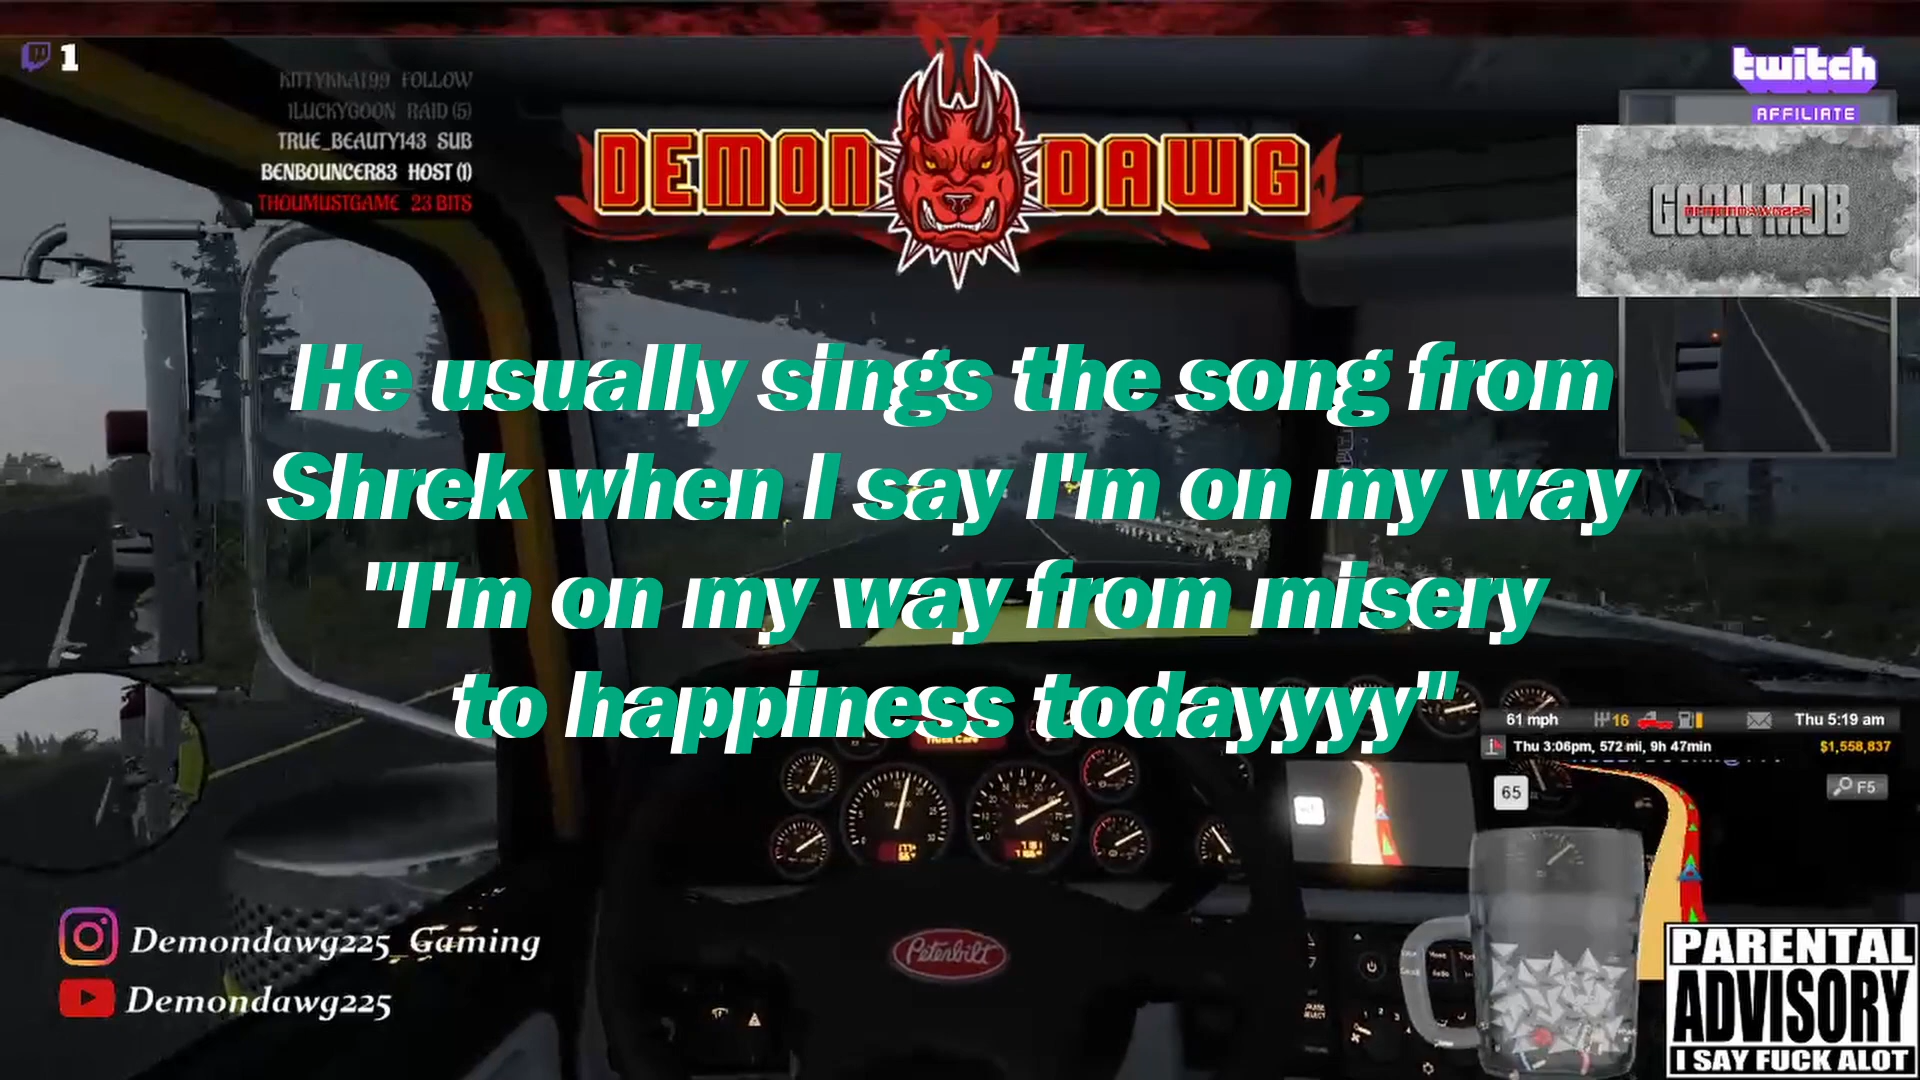 1
KITTYKKAT99 FOLLOW
1LUCKYGOON RAID (5)
TRUE_BEAUTY143 SUB
BENBOUNCER83 HOST (1)
THOUMUSTGAME 23 BITS
DEMON DAWG
twitch
AFFILIATE
GOON MOB
DEMONDAWG225
He usually sings the song from
Shrek when I say I'm on my way
"I'm on my way from misery
to happiness todayyyy"
61 mph 16 Thu 5:19 am
Thu 3:06pm, 572 mi, 9h 47min $1,558,837
65
F5
Peterbilt
Demondawg225_Gaming
Demondawg225
PARENTAL
ADVISORY
I SAY FUCK ALOT